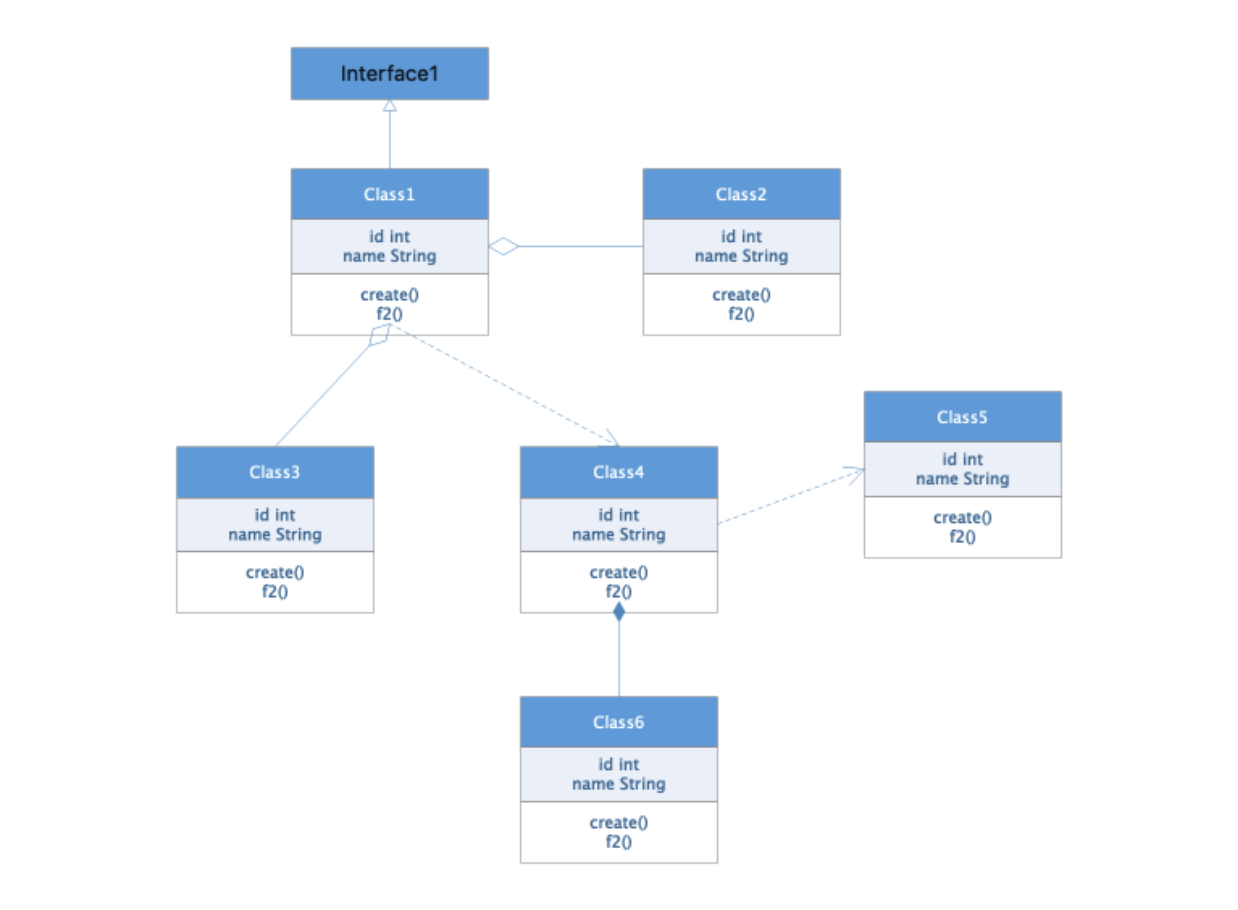 Interface1
Class1
id int
name String
create()
f2()
Class2
id int
name String
create()
f2()
Class3
id int
name String
create()
f2()
Class4
id int
name String
create()
f2()
Class5
id int
name String
create()
f2()
Class6
id int
name String
create()
f2()